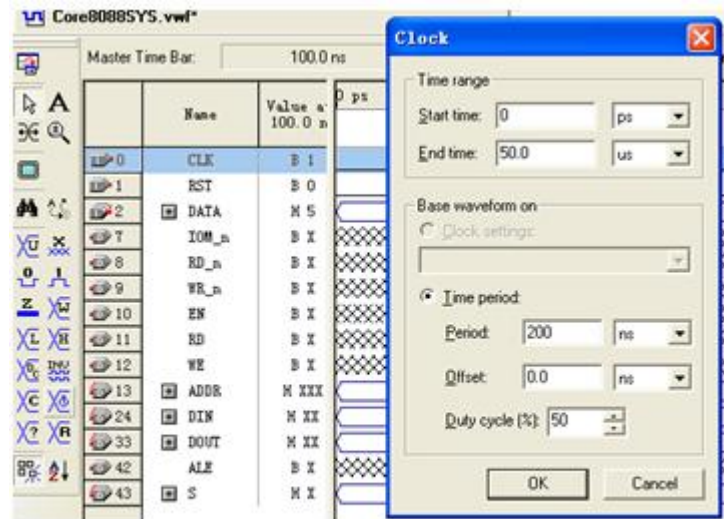 Core8088SYS.vwf*
Master Time Bar: 100.0 ns
Name
Value a
100.0 n
0 ps
0 CLK B 1
1 RST B 0
2 DATA H 5
7 IOM_n B X
8 RD_n B X
9 WR_n B X
10 EN B X
11 RD B X
12 WE B X
13 ADDR H XXX
24 DIN H XX
33 DOUT H XX
42 ALE B X
43 S H X
Clock
Time range
Start time: 0 ps
End time: 50.0 us
Base waveform on
Clock settings:
Time period:
Period: 200 ns
Offset: 0.0 ns
Duty cycle (%): 50
OK Cancel